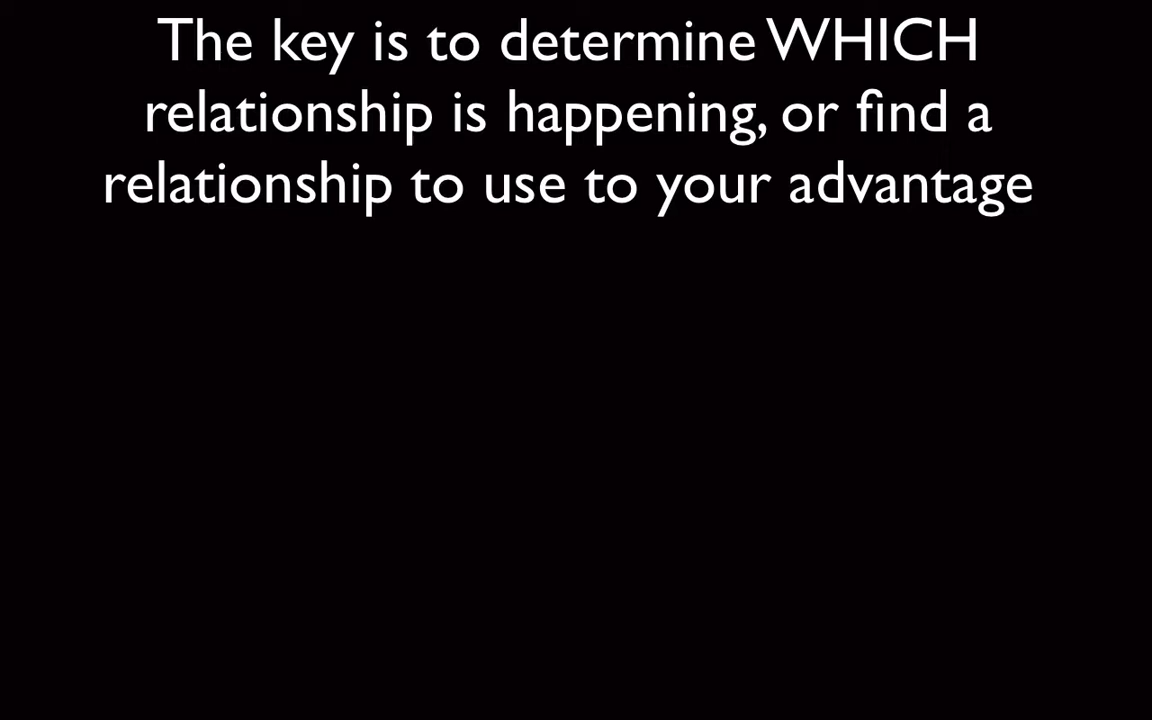 The key is to determine WHICH
relationship is happening, or find a
relationship to use to your advantage